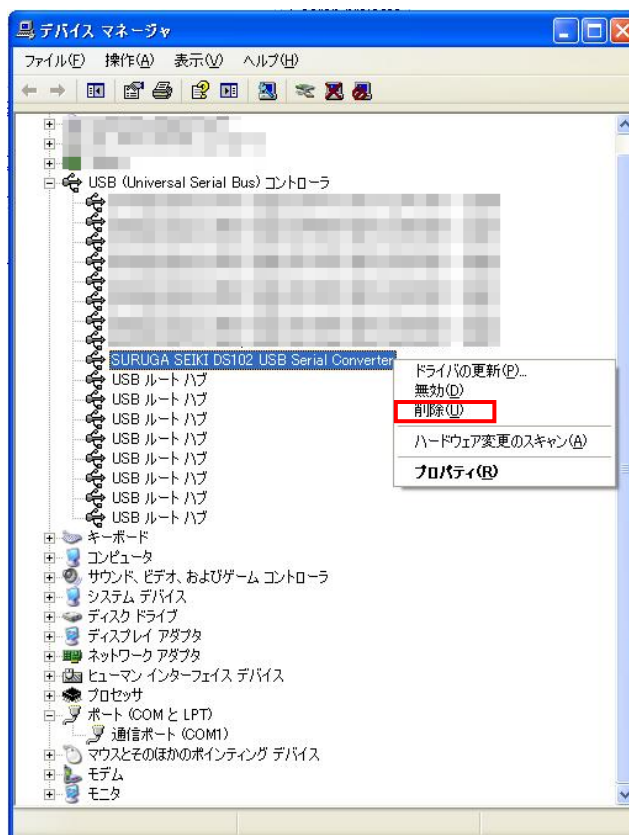 デバイス マネージャ
ファイル(F) 操作(A) 表示(V) ヘルプ(H)
USB (Universal Serial Bus) コントローラ
SURUGA SEIKI DS102 USB Serial Converter
ドライバの更新(P)...
無効(D)
削除(U)
ハードウェア変更のスキャン(A)
プロパティ(R)
USB ルート ハブ
USB ルート ハブ
USB ルート ハブ
USB ルート ハブ
USB ルート ハブ
USB ルート ハブ
USB ルート ハブ
USB ルート ハブ
キーボード
コンピュータ
サウンド、ビデオ、およびゲーム コントローラ
システム デバイス
ディスク ドライブ
ディスプレイ アダプタ
ネットワーク アダプタ
ヒューマン インターフェイス デバイス
プロセッサ
ポート (COM と LPT)
通信ポート (COM1)
マウスとそのほかのポインティング デバイス
モデム
モニタ